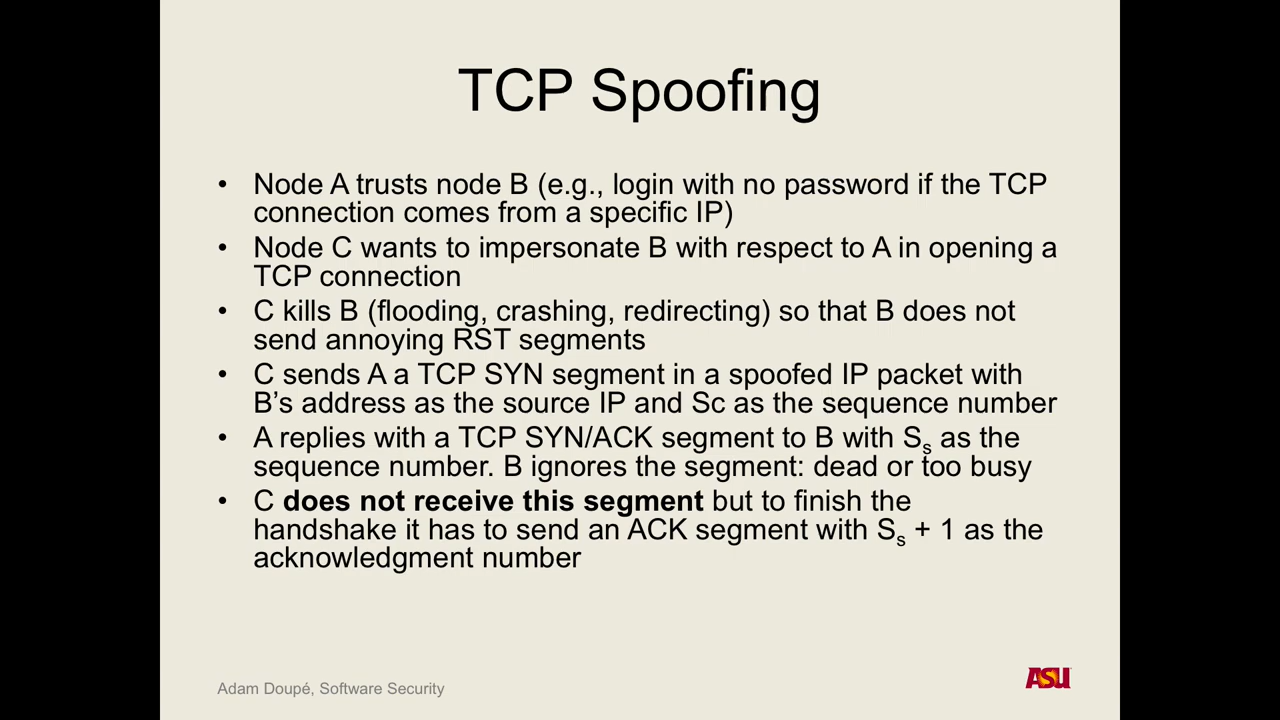 TCP Spoofing
• Node A trusts node B (e.g., login with no password if the TCP
connection comes from a specific IP)
• Node C wants to impersonate B with respect to A in opening a
TCP connection
• C kills B (flooding, crashing, redirecting) so that B does not
send annoying RST segments
• C sends A a TCP SYN segment in a spoofed IP packet with
B’s address as the source IP and Sc as the sequence number
• A replies with a TCP SYN/ACK segment to B with Ss as the
sequence number. B ignores the segment: dead or too busy
• C does not receive this segment but to finish the
handshake it has to send an ACK segment with Ss + 1 as the
acknowledgment number
Adam Doupé, Software Security
ASU